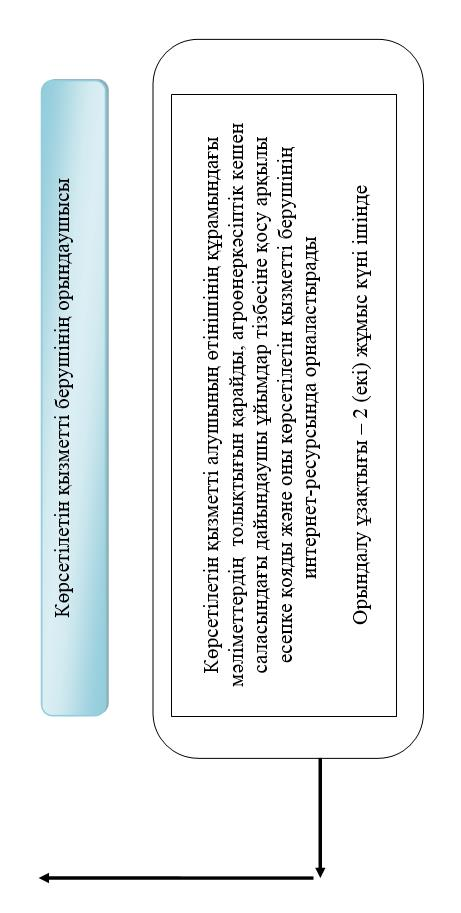 Көрсетілетін қызметті берушінің орындаушысы
Көрсетілетін қызметті алушының өтінішінің құрамындағы
мәліметтердің толықтығын қарайды, агроөнеркәсіптік кешен
саласындағы дайындаушы ұйымдар тізбесіне қосу арқылы
есепке қояды және оны көрсетілетін қызметті берушінің
интернет-ресурсында орналастырады
Орындалу ұзақтығы – 2 (екі) жұмыс күні ішінде